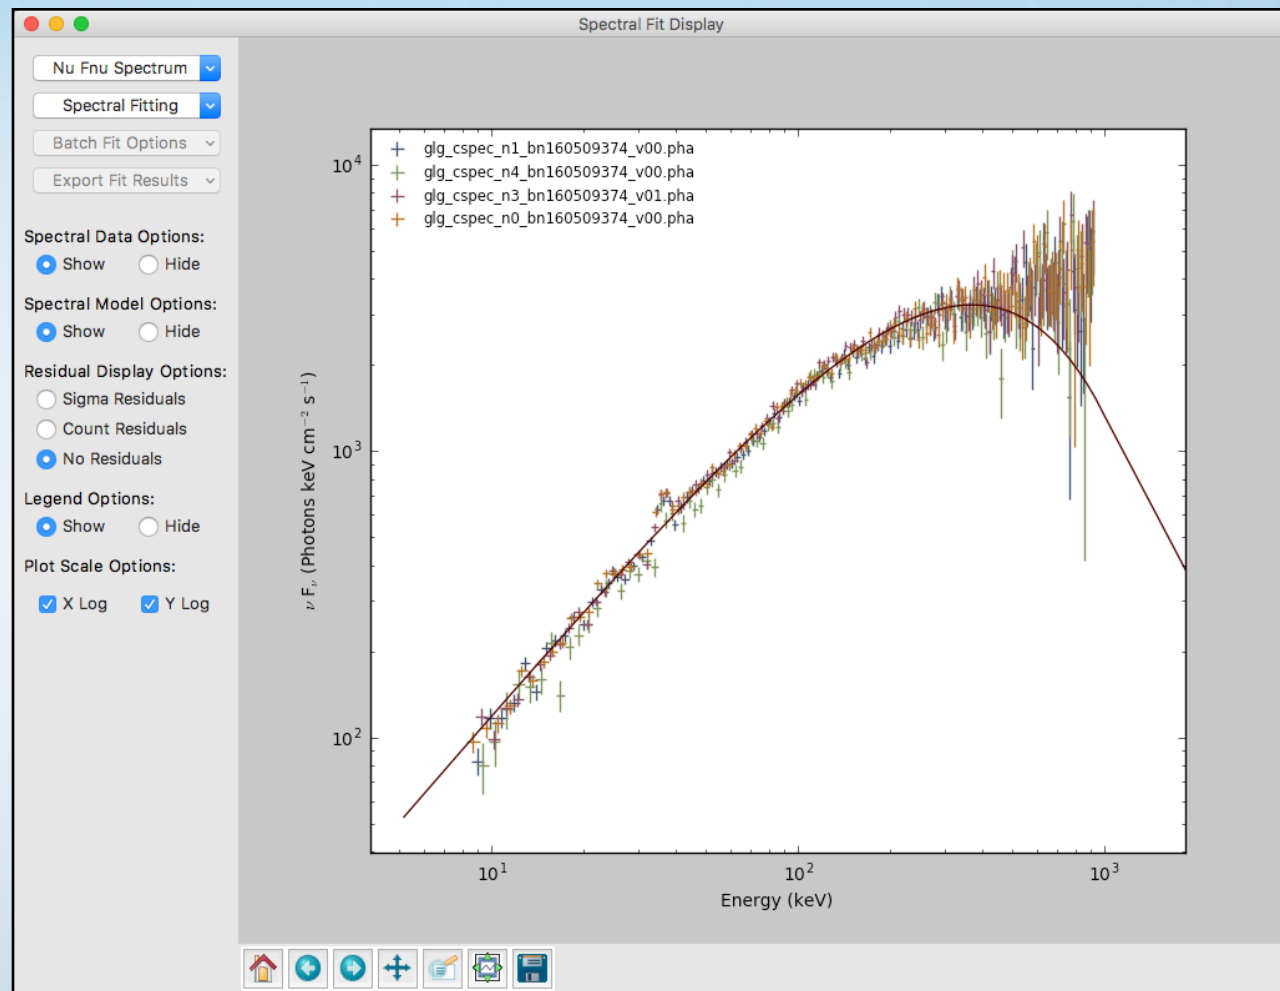 Spectral Fit Display
Nu Fnu Spectrum
Spectral Fitting
Batch Fit Options
Export Fit Results
Spectral Data Options:
Show Hide
Spectral Model Options:
Show Hide
Residual Display Options:
Sigma Residuals
Count Residuals
No Residuals
Legend Options:
Show Hide
Plot Scale Options:
X Log Y Log
glg_cspec_n1_bn160509374_v00.pha
glg_cspec_n4_bn160509374_v00.pha
glg_cspec_n3_bn160509374_v01.pha
glg_cspec_n0_bn160509374_v00.pha
10⁴
10³
10²
ν Fᵥ (Photons keV cm⁻² s⁻¹)
10¹ 10² 10³
Energy (keV)